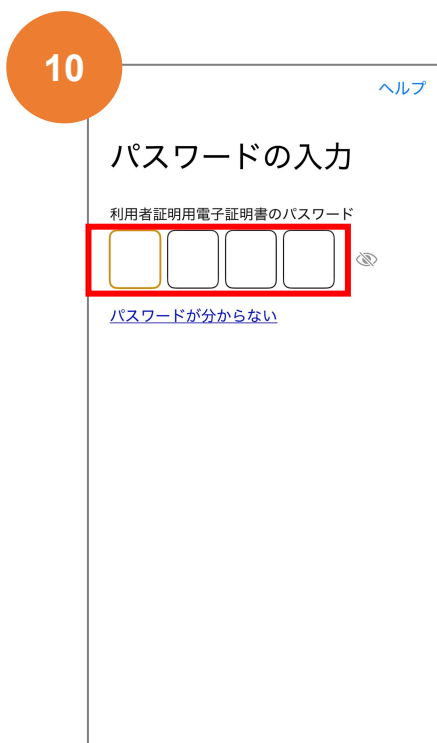 10
ヘルプ
パスワードの入力
利用者証明用電子証明書のパスワード
パスワードが分からない